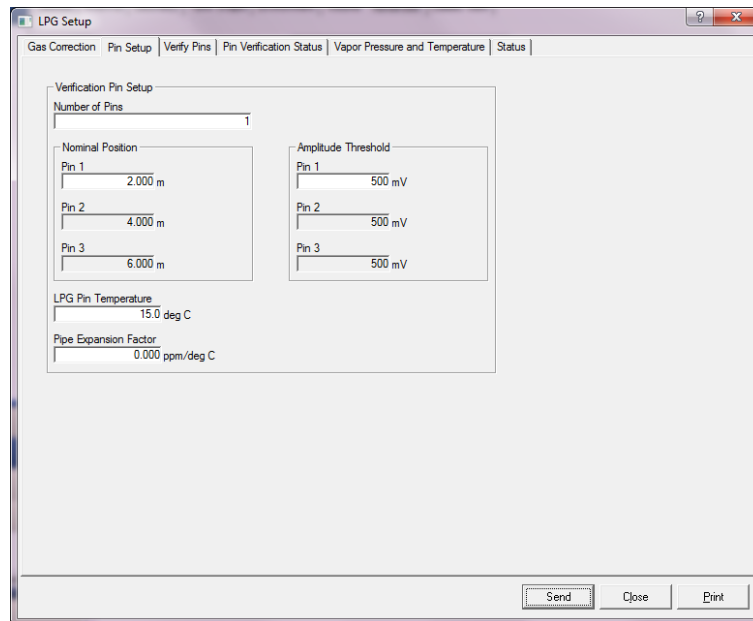 LPG Setup
Gas Correction Pin Setup Verify Pins Pin Verification Status Vapor Pressure and Temperature Status
Verification Pin Setup
Number of Pins
1
Nominal Position Amplitude Threshold
Pin 1 Pin 1
2.000 m 500 mV
Pin 2 Pin 2
4.000 m 500 mV
Pin 3 Pin 3
6.000 m 500 mV
LPG Pin Temperature
15.0 deg C
Pipe Expansion Factor
0.000 ppm/deg C
Send Close Print